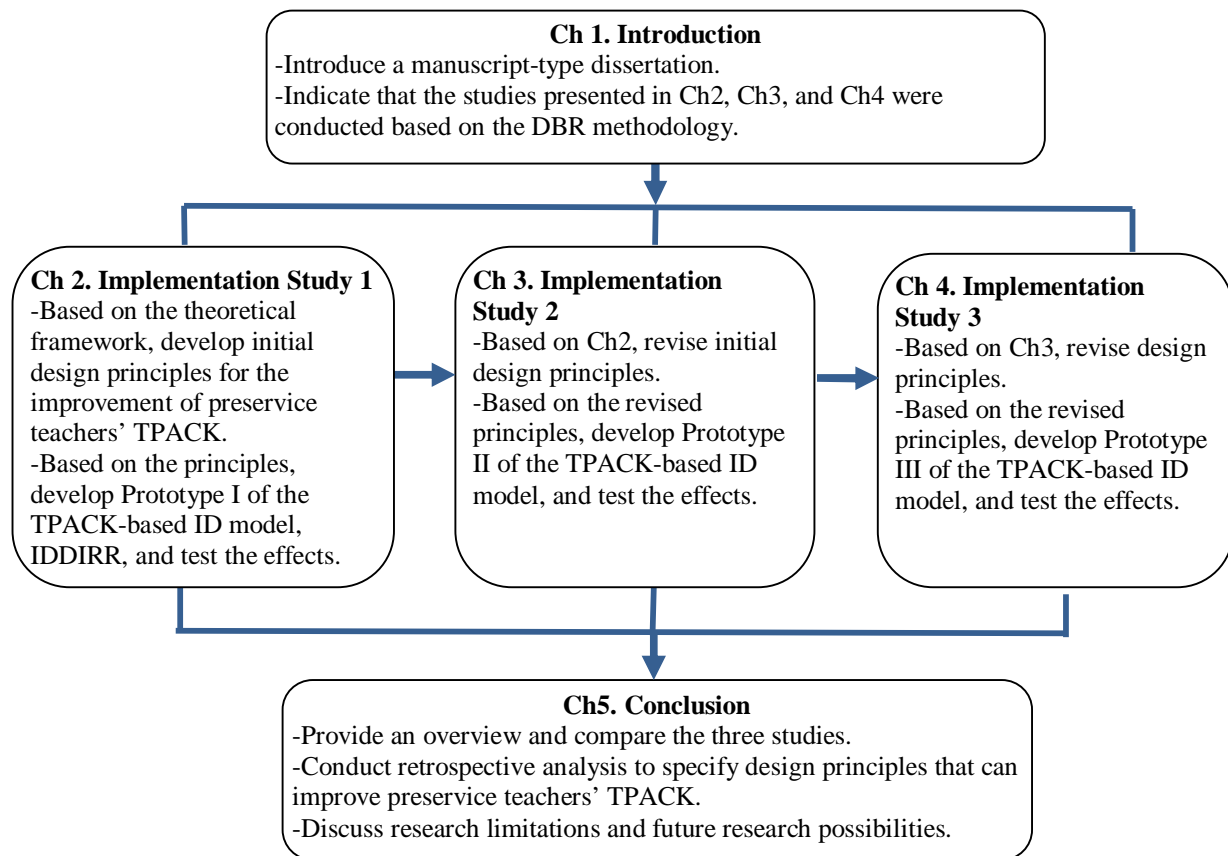 Ch 1. Introduction
-Introduce a manuscript-type dissertation.
-Indicate that the studies presented in Ch2, Ch3, and Ch4 were
conducted based on the DBR methodology.
Ch 2. Implementation Study 1
-Based on the theoretical
framework, develop initial
design principles for the
improvement of preservice
teachers’ TPACK.
-Based on the principles,
develop Prototype I of the
TPACK-based ID model,
IDDIRR, and test the effects.
Ch 3. Implementation
Study 2
-Based on Ch2, revise initial
design principles.
-Based on the revised
principles, develop Prototype
II of the TPACK-based ID
model, and test the effects.
Ch 4. Implementation
Study 3
-Based on Ch3, revise design
principles.
-Based on the revised
principles, develop Prototype
III of the TPACK-based ID
model, and test the effects.
Ch5. Conclusion
-Provide an overview and compare the three studies.
-Conduct retrospective analysis to specify design principles that can
improve preservice teachers’ TPACK.
-Discuss research limitations and future research possibilities.